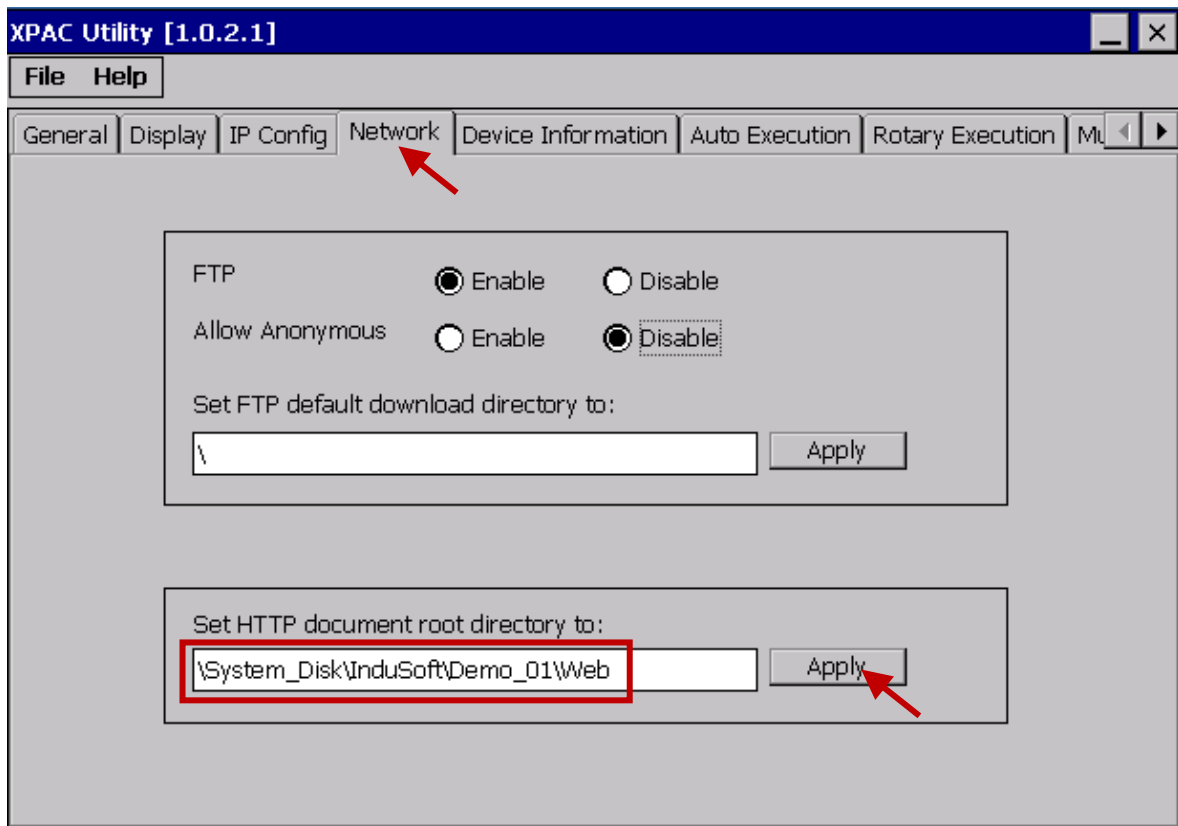 XPAC Utility [1.0.2.1]
File Help
General Display IP Config Network Device Information Auto Execution Rotary Execution
FTP Enable Disable
Allow Anonymous Enable Disable
Set FTP default download directory to:
\ Apply
Set HTTP document root directory to:
\System_Disk\InduSoft\Demo_01\Web Apply